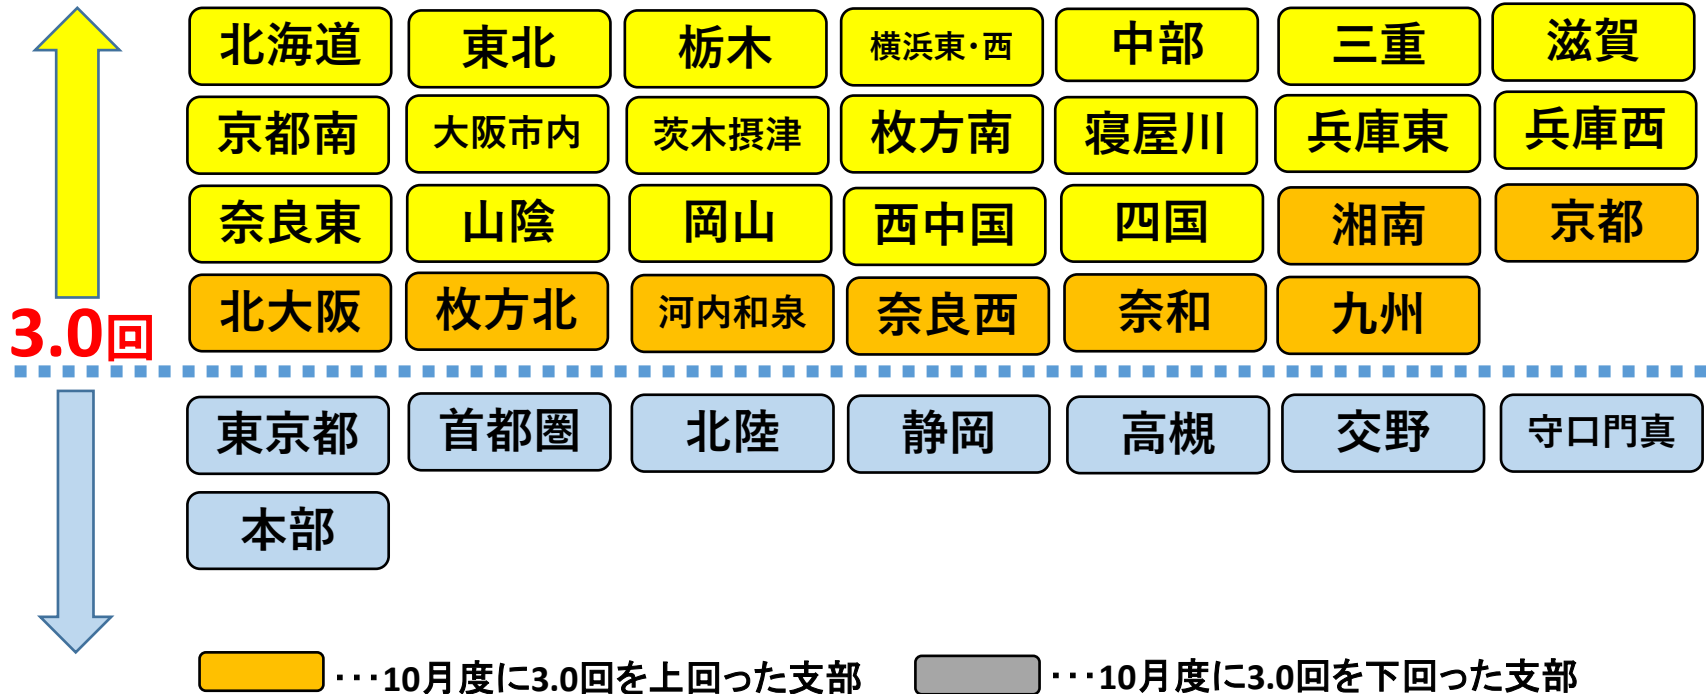 北海道 東北 栃木 横浜東・西 中部 三重 滋賀
京都南 大阪市内 茨木摂津 枚方南 寝屋川 兵庫東 兵庫西
奈良東 山陰 岡山 西中国 四国 湘南 京都
北大阪 枚方北 河内和泉 奈良西 奈和 九州
3.0回
東京都 首都圏 北陸 静岡 高槻 交野 守口門真
本部
･･･10月度に3.0回を上回った支部 ･･･10月度に3.0回を下回った支部